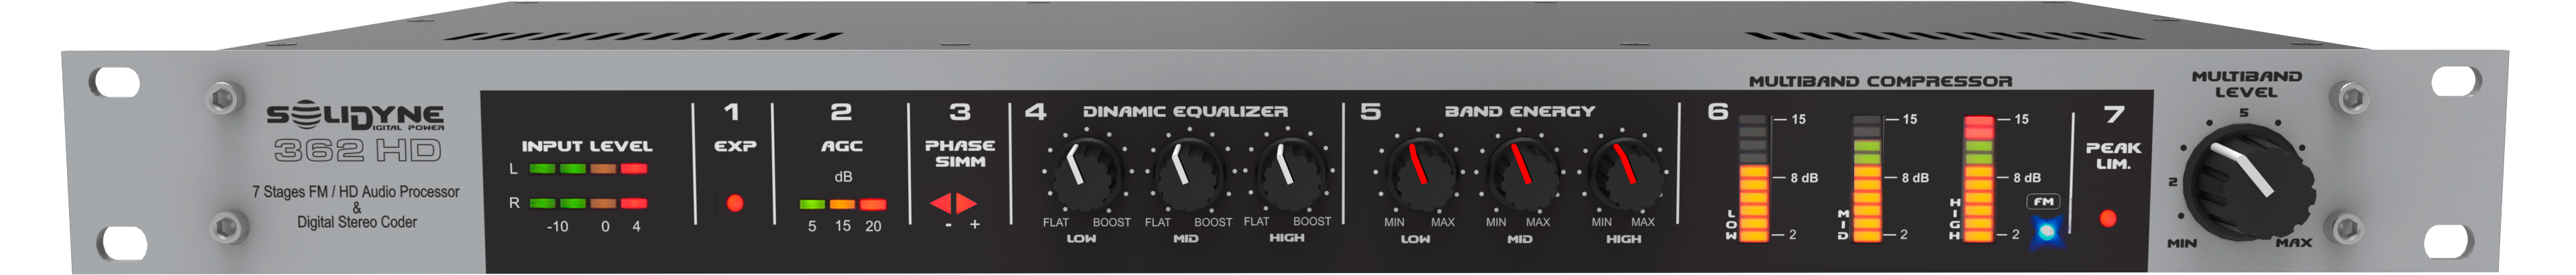 SOLIDYNE
DIGITAL POWER
362 HD
7 Stages FM / HD Audio Processor
&
Digital Stereo Coder
INPUT LEVEL
L
R
-10 0 4
1
EXP
2
AGC
dB
5 15 20
3
PHASE
SIMM
- +
4 DINAMIC EQUALIZER
FLAT BOOST FLAT BOOST FLAT BOOST
LOW MID HIGH
5 BAND ENERGY
MIN MAX MIN MAX MIN MAX
LOW MID HIGH
MULTIBAND COMPRESSOR
6
LOW
15
8 dB
2
MID
15
8 dB
2
HIGH
15
8 dB
2
FM
7
PEAK
LIM.
MULTIBAND
LEVEL
5
2
MIN MAX